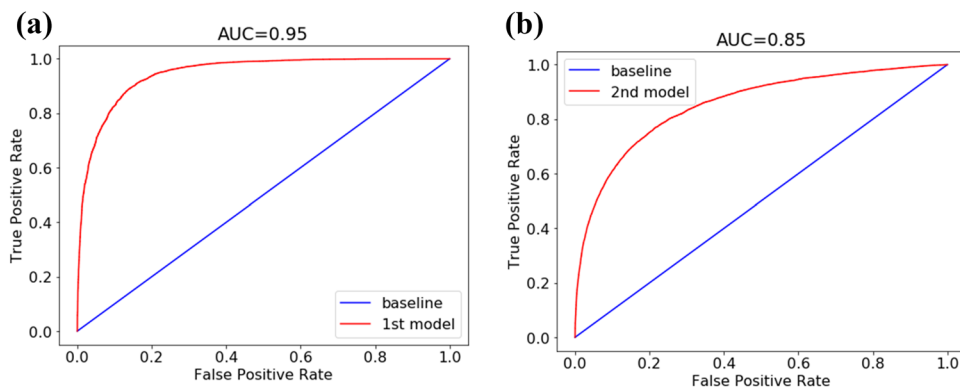 (a)
AUC=0.95
True Positive Rate
1.0
0.8
0.6
0.4
0.2
0.0
baseline
1st model
0.0 0.2 0.4 0.6 0.8 1.0
False Positive Rate
(b)
AUC=0.85
True Positive Rate
1.0
0.8
0.6
0.4
0.2
0.0
baseline
2nd model
0.0 0.2 0.4 0.6 0.8 1.0
False Positive Rate